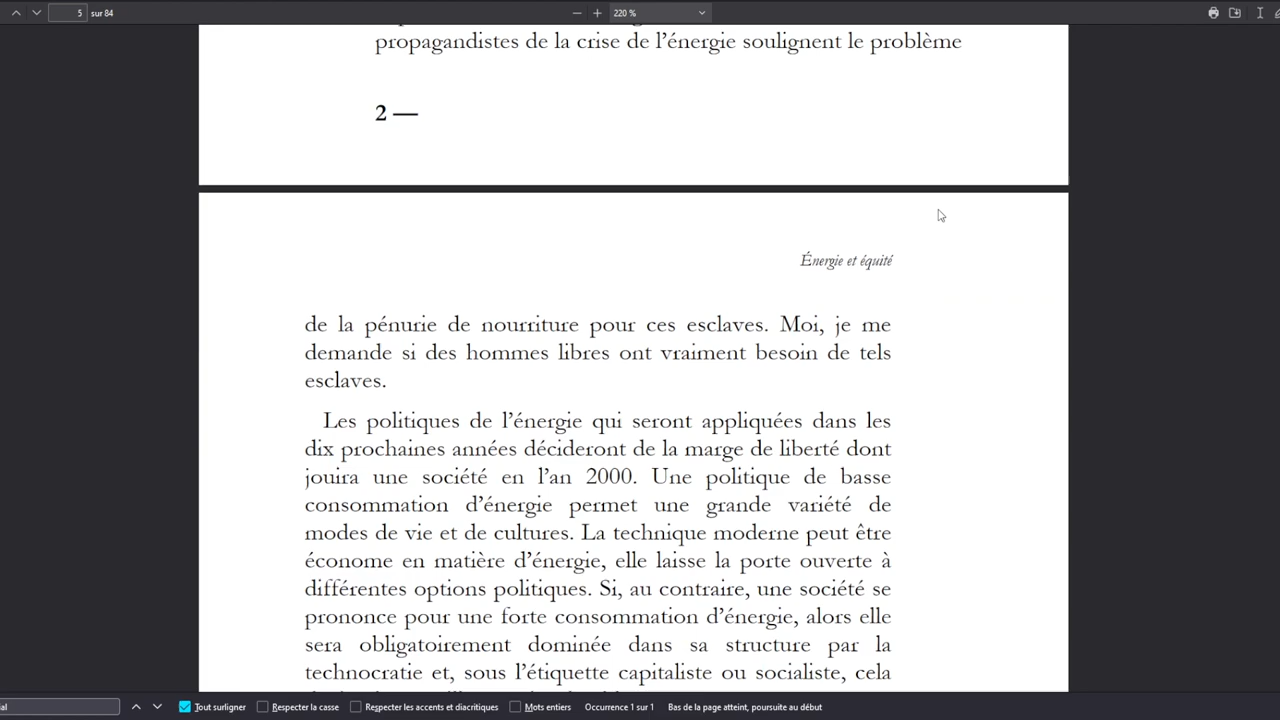 5 sur 84
220 %
propagandistes de la crise de l'énergie soulignent le problème
2 —
Énergie et équité
de la pénurie de nourriture pour ces esclaves. Moi, je me
demande si des hommes libres ont vraiment besoin de tels
esclaves.
Les politiques de l'énergie qui seront appliquées dans les
dix prochaines années décideront de la marge de liberté dont
jouira une société en l'an 2000. Une politique de basse
consommation d'énergie permet une grande variété de
modes de vie et de cultures. La technique moderne peut être
économe en matière d'énergie, elle laisse la porte ouverte à
différentes options politiques. Si, au contraire, une société se
prononce pour une forte consommation d'énergie, alors elle
sera obligatoirement dominée dans sa structure par la
technocratie et, sous l'étiquette capitaliste ou socialiste, cela
Tout surligner Respecter la casse Respecter les accents et diacritiques Mots entiers Occurrence 1 sur 1 Bas de la page atteint, poursuite au début